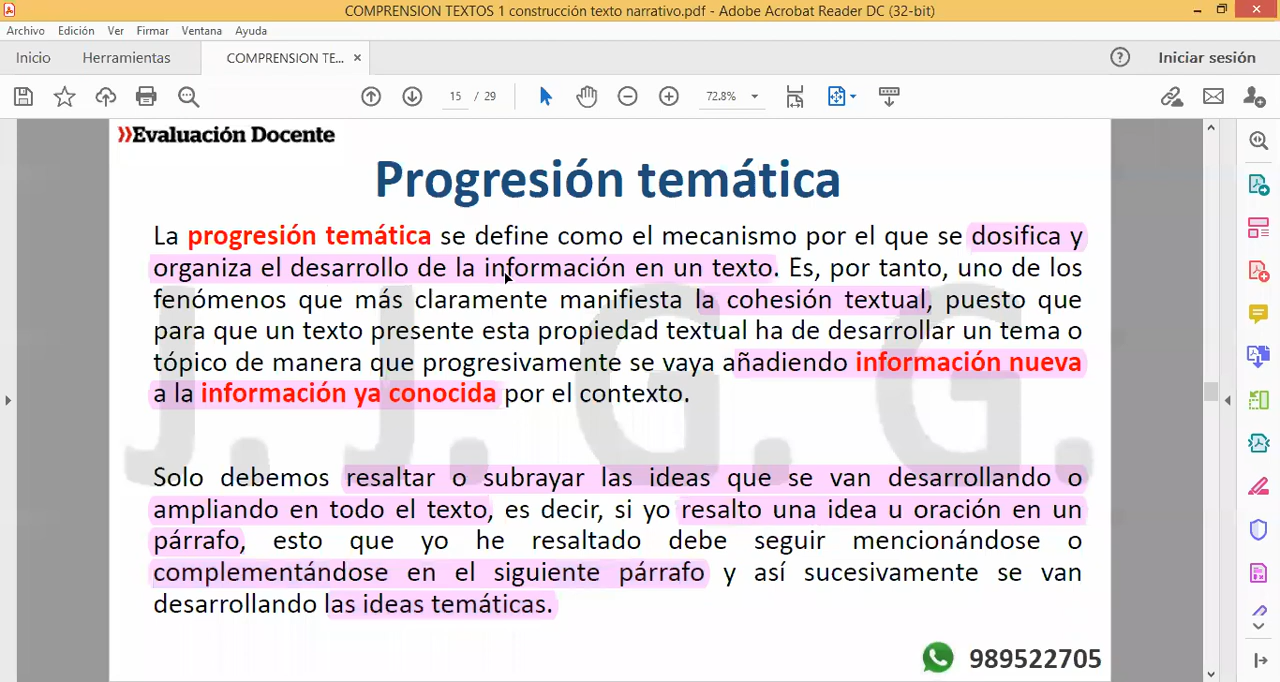 COMPRENSION TEXTOS 1 construcción texto narrativo.pdf - Adobe Acrobat Reader DC (32-bit)
Archivo Edición Ver Firmar Ventana Ayuda
Inicio Herramientas COMPRENSION TE... × Iniciar sesión
15 / 29 72.8%
»Evaluación Docente
Progresión temática
La progresión temática se define como el mecanismo por el que se dosifica y
organiza el desarrollo de la información en un texto. Es, por tanto, uno de los
fenómenos que más claramente manifiesta la cohesión textual, puesto que
para que un texto presente esta propiedad textual ha de desarrollar un tema o
tópico de manera que progresivamente se vaya añadiendo información nueva
a la información ya conocida por el contexto.
J. J. G. G.
Solo debemos resaltar o subrayar las ideas que se van desarrollando o
ampliando en todo el texto, es decir, si yo resalto una idea u oración en un
párrafo, esto que yo he resaltado debe seguir mencionándose o
complementándose en el siguiente párrafo y así sucesivamente se van
desarrollando las ideas temáticas.
989522705